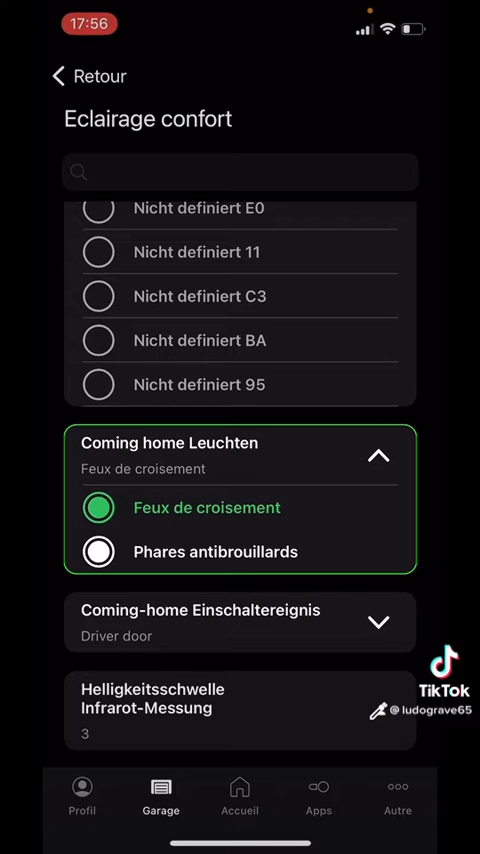 17:56
Retour
Eclairage confort
Nicht definiert E0
Nicht definiert 11
Nicht definiert C3
Nicht definiert BA
Nicht definiert 95
Coming home Leuchten
Feux de croisement
Feux de croisement
Phares antibrouillards
Coming-home Einschaltereignis
Driver door
Helligkeitsschwelle
Infrarot-Messung
3
TikTok
@ludograve65
Profil
Garage
Accueil
Apps
Autre